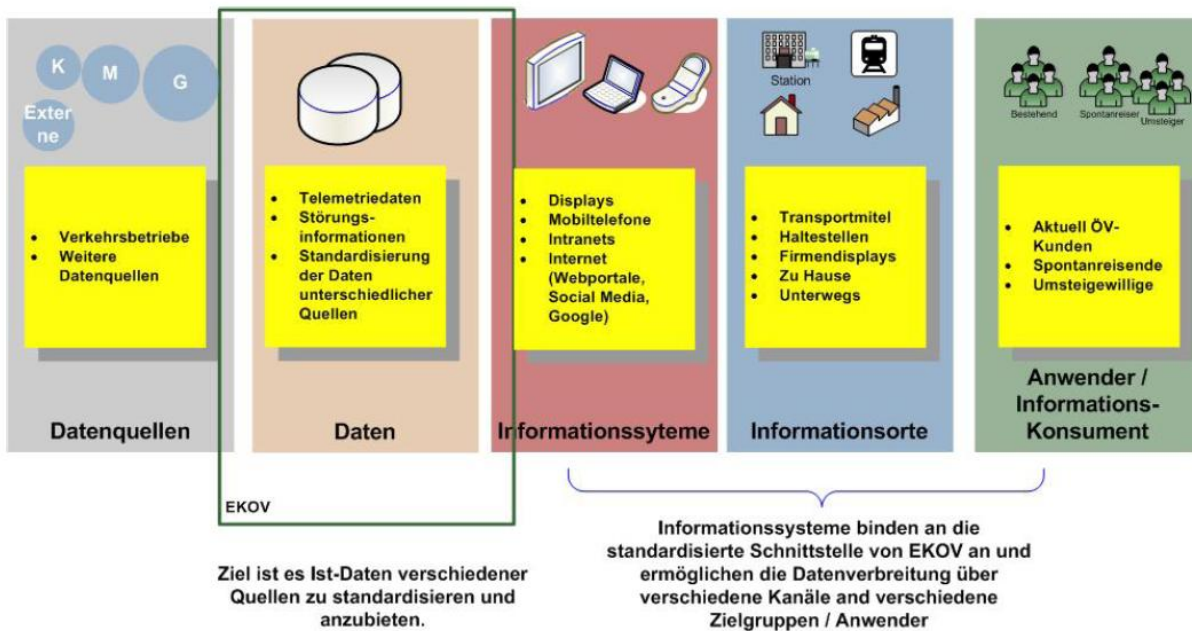 K
M
G
Exter
ne
Verkehrsbetriebe
Weitere
Datenquellen
Datenquellen
Telemetriedaten
Störungs-
informationen
Standardisierung
der Daten
unterschiedlicher
Quellen
Daten
EKOV
Displays
Mobiltelefone
Intranets
Internet
(Webportale,
Social Media,
Google)
Informationssyteme
Station
Transportmitel
Haltestellen
Firmendisplays
Zu Hause
Unterwegs
Informationsorte
Bestehend
Spontanreiser
Umsteiger
Aktuell ÖV-
Kunden
Spontanreisende
Umsteigewillige
Anwender /
Informations-
Konsument
Ziel ist es Ist-Daten verschiedener
Quellen zu standardisieren und
anzubieten.
Informationssysteme binden an die
standardisierte Schnittstelle von EKOV an und
ermöglichen die Datenverbreitung über
verschiedene Kanäle and verschiedene
Zielgruppen / Anwender